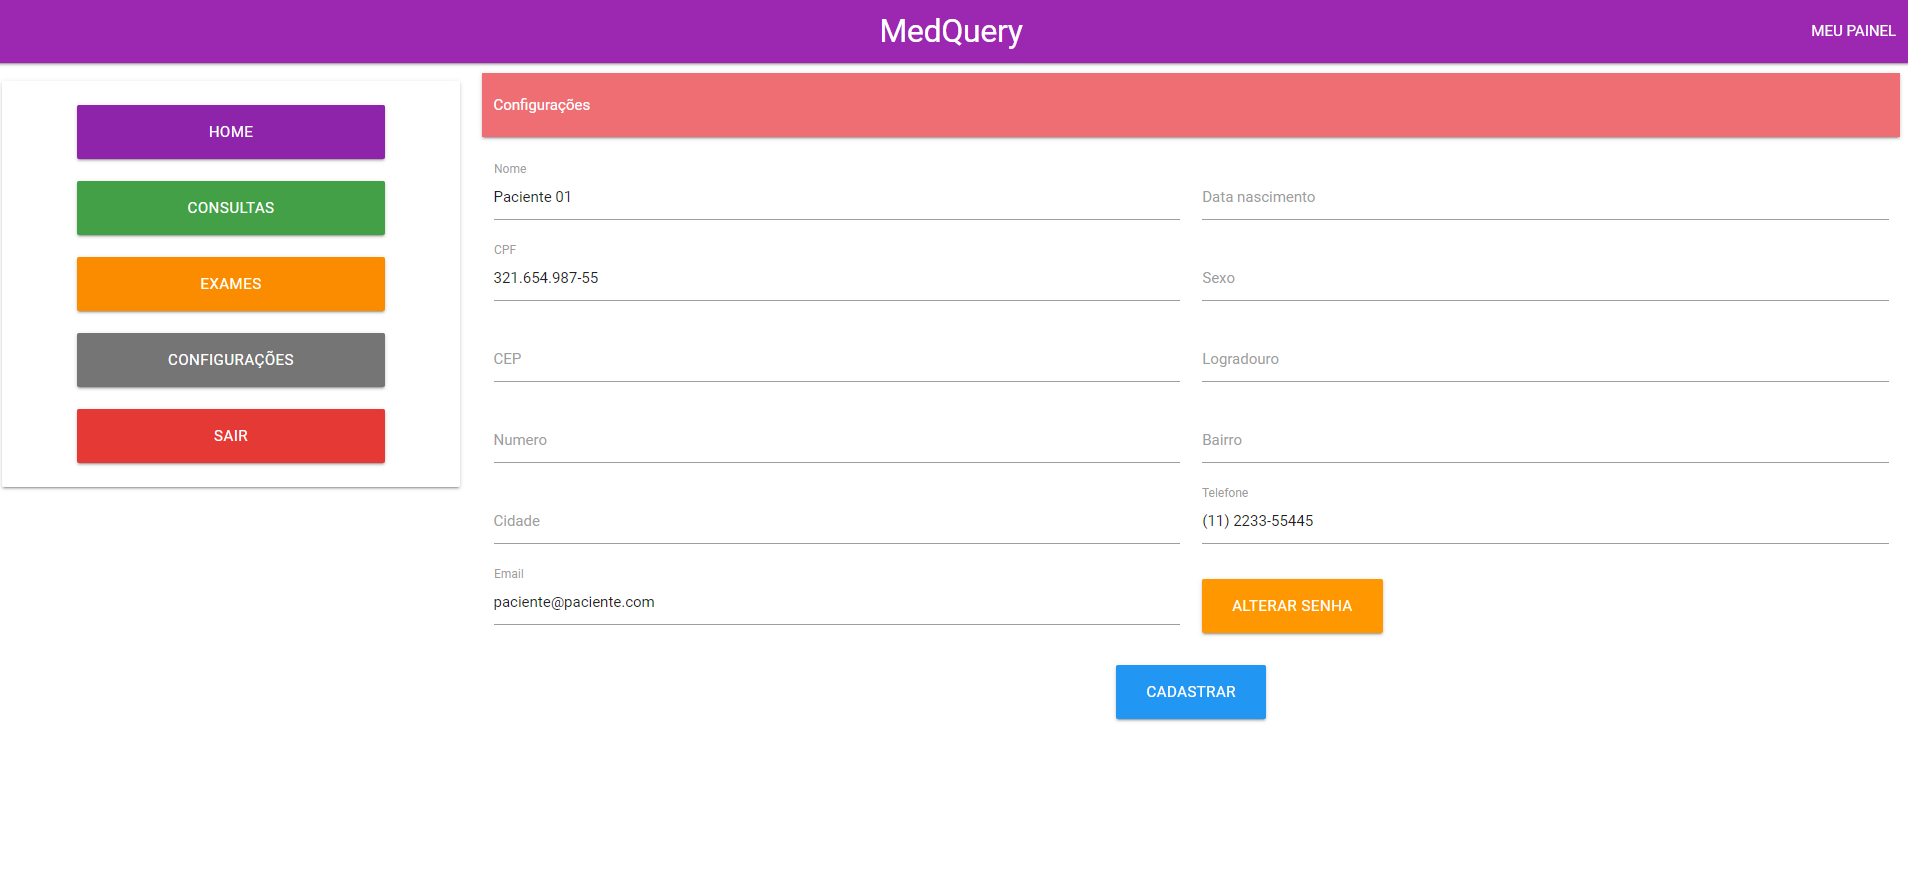 MedQuery
MEU PAINEL
HOME
CONSULTAS
EXAMES
CONFIGURAÇÕES
SAIR
Configurações
Nome
Paciente 01
Data nascimento
CPF
321.654.987-55
Sexo
CEP
Logradouro
Numero
Bairro
Cidade
Telefone
(11) 2233-55445
Email
paciente@paciente.com
ALTERAR SENHA
CADASTRAR